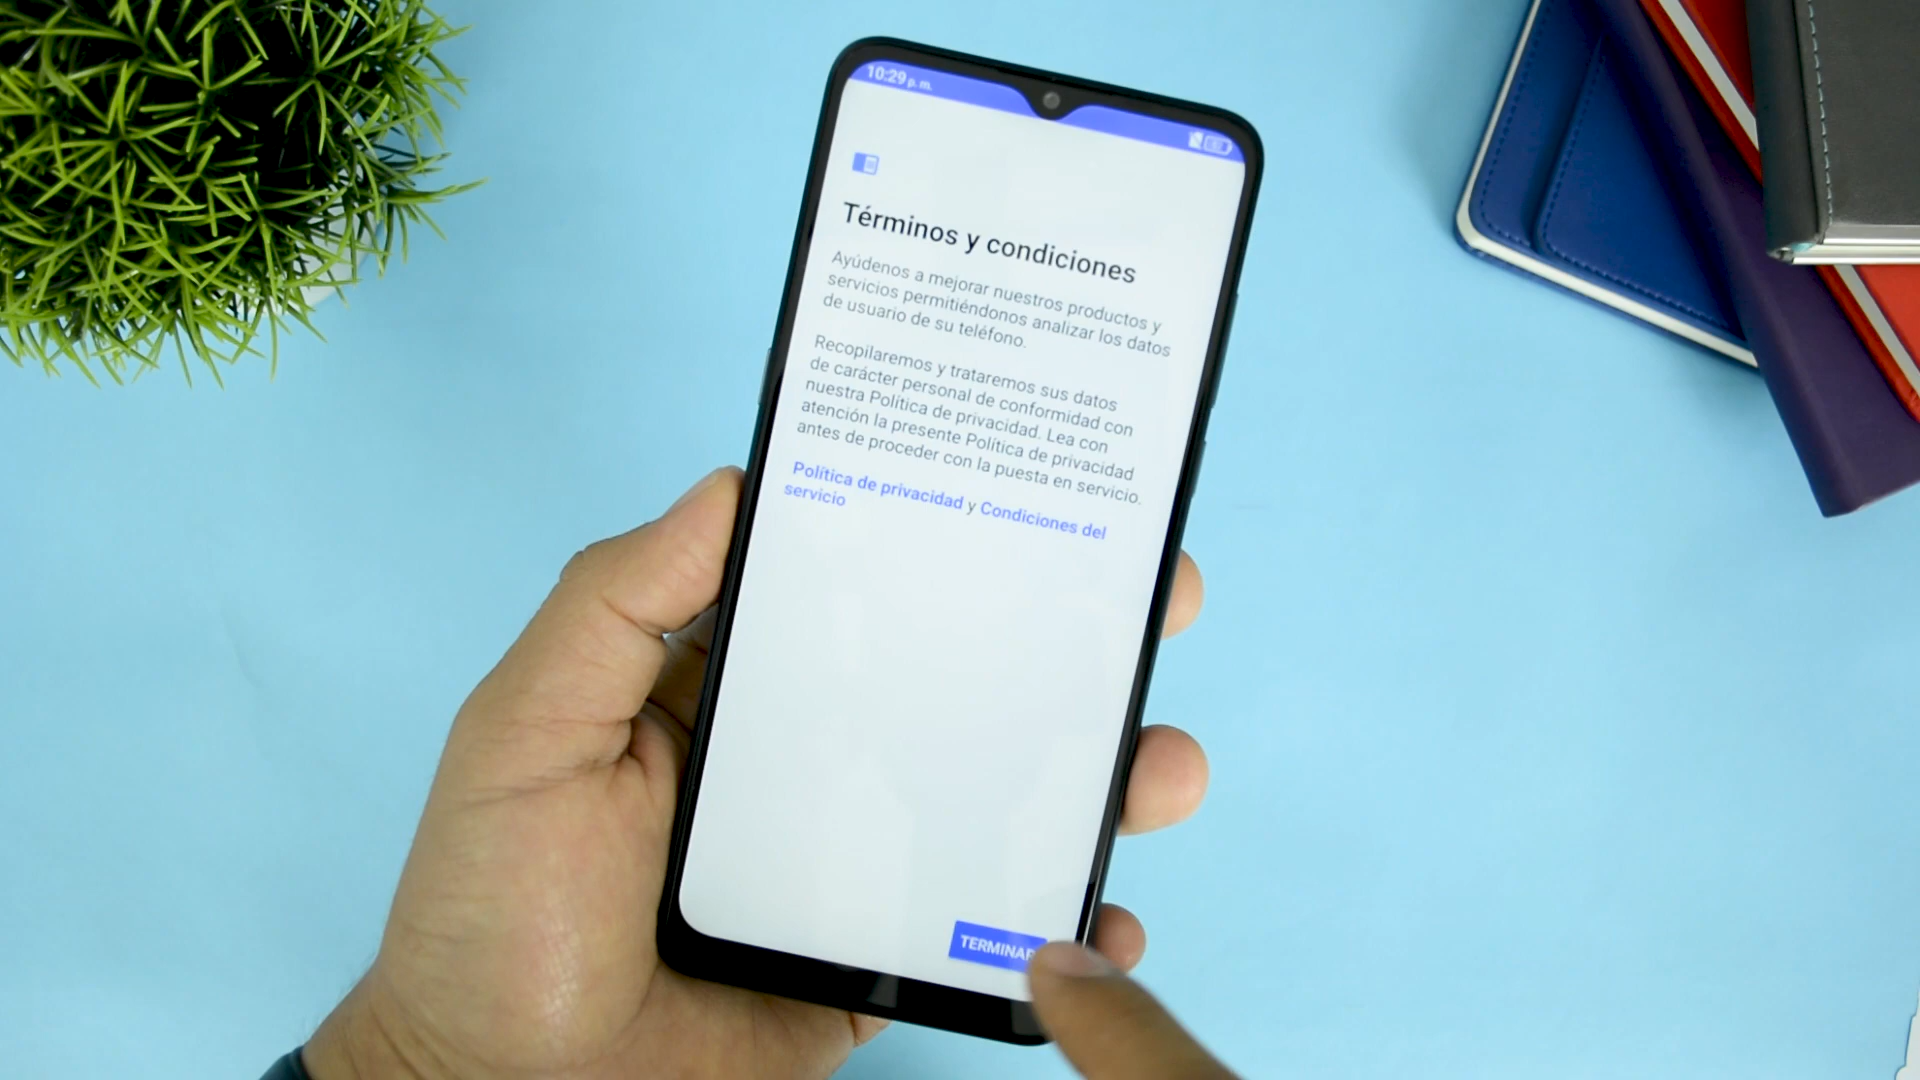 10:29 p. m.
Términos y condiciones
Ayúdenos a mejorar nuestros productos y
servicios permitiéndonos analizar los datos
de usuario de su teléfono.
Recopilaremos y trataremos sus datos
de carácter personal de conformidad con
nuestra Política de privacidad. Lea con
atención la presente Política de privacidad
antes de proceder con la puesta en servicio.
Política de privacidad y Condiciones del
servicio
TERMINAR